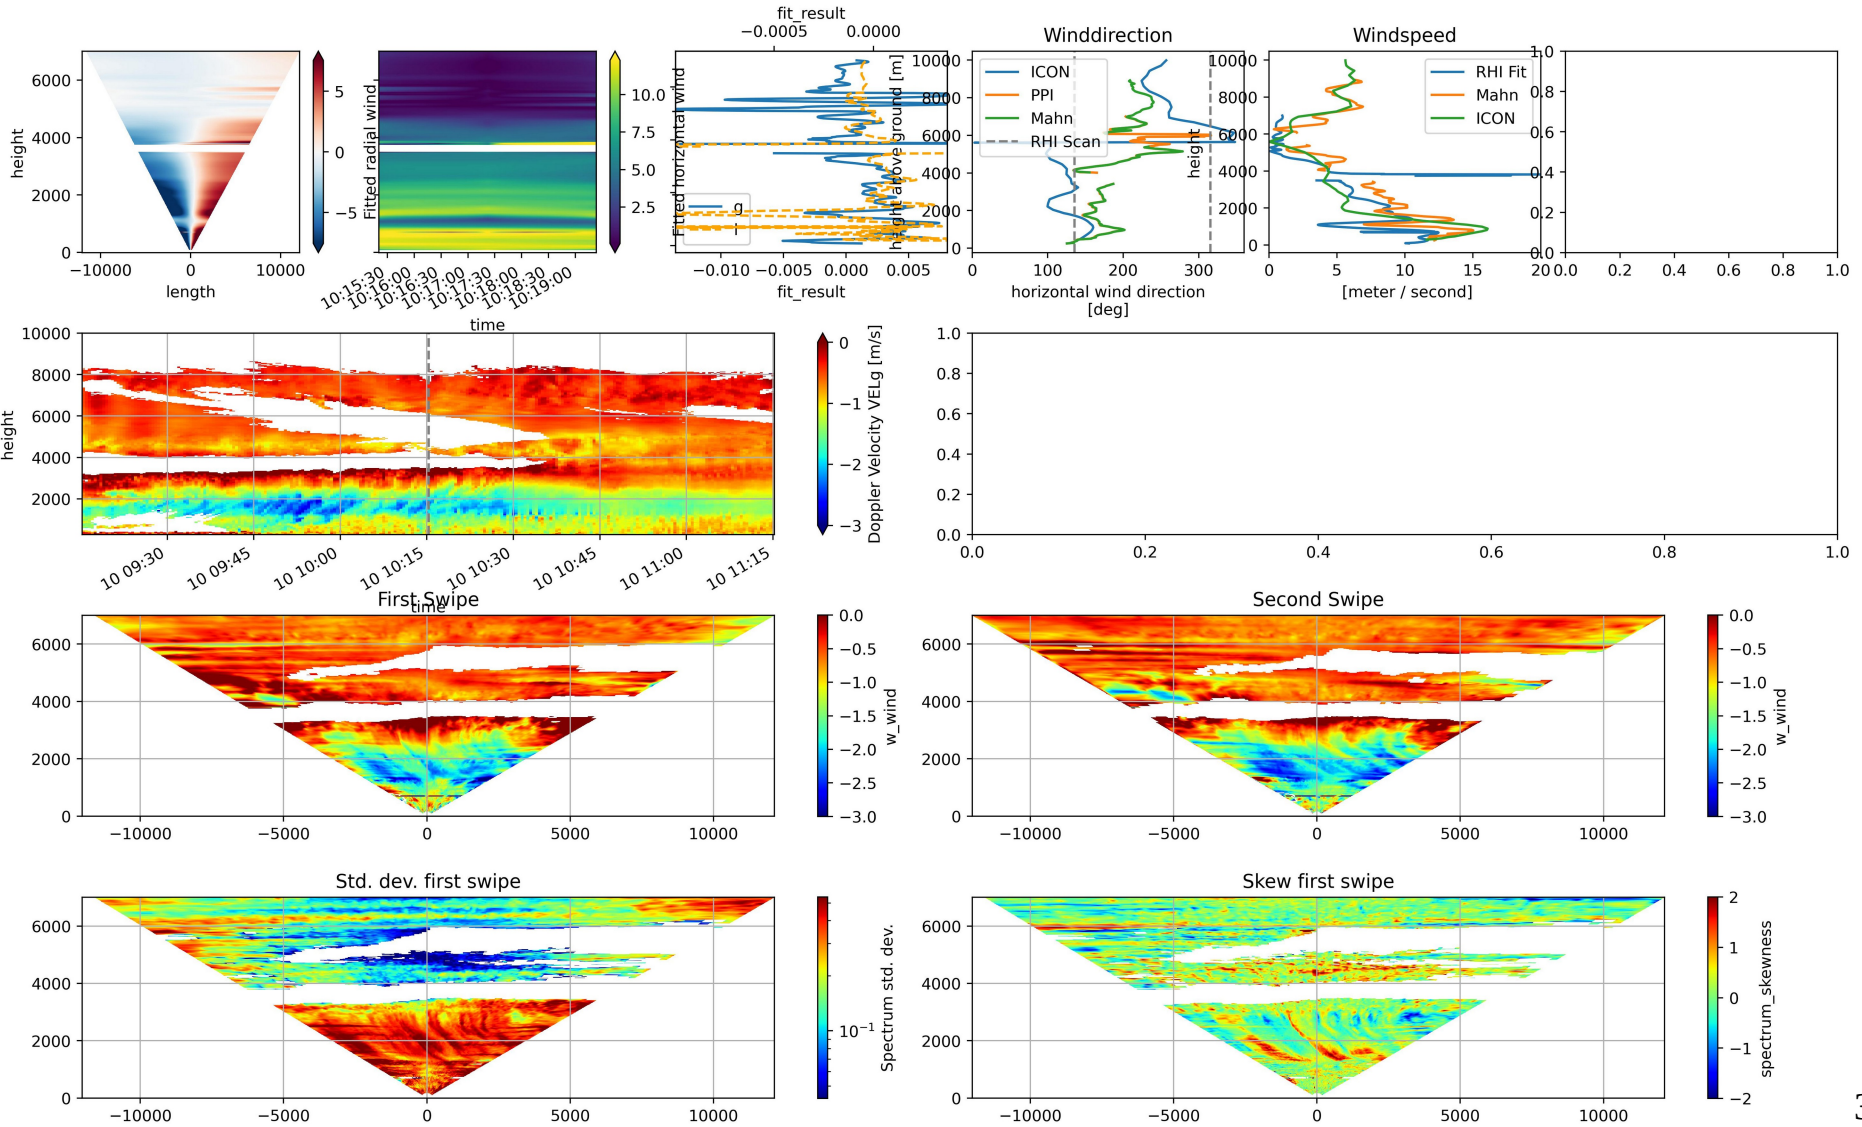 fit_result
−0.0005 0.0000
Winddirection
Windspeed
height
6000
4000
2000
0
−10000 0 10000
length
5
0
−5
Fitted radial wind
10:15:30
10:16:00
10:16:30
10:17:00
10:17:30
10:18:00
10:18:30
10:19:00
time
10.0
7.5
5.0
2.5
Fitted horizontal wind
g
−0.010 −0.005 0.000 0.005
fit_result
height above ground [m]
10000
8000
6000
4000
2000
0
ICON
PPI
Mahn
RHI Scan
0 100 200 300
horizontal wind direction
[deg]
height
10000
8000
6000
4000
2000
0
RHI Fit
Mahn
ICON
0 5 10 15 20
[meter / second]
1.0
0.8
0.6
0.4
0.2
0.0
0.0 0.2 0.4 0.6 0.8 1.0
height
10000
8000
6000
4000
2000
10 09:30
10 09:45
10 10:00
10 10:15
10 10:30
10 10:45
10 11:00
10 11:15
time
0
−1
−2
−3
Doppler Velocity VELg [m/s]
1.0
0.8
0.6
0.4
0.2
0.0
0.0 0.2 0.4 0.6 0.8 1.0
First Swipe
6000
4000
2000
0
−10000 −5000 0 5000 10000
0.0
−0.5
−1.0
−1.5
−2.0
−2.5
−3.0
w_wind
Second Swipe
6000
4000
2000
0
−10000 −5000 0 5000 10000
0.0
−0.5
−1.0
−1.5
−2.0
−2.5
−3.0
w_wind
Std. dev. first swipe
6000
4000
2000
0
−10000 −5000 0 5000 10000
10⁻¹
Spectrum std. dev.
Skew first swipe
6000
4000
2000
0
−10000 −5000 0 5000 10000
2
1
0
−1
−2
spectrum_skewness